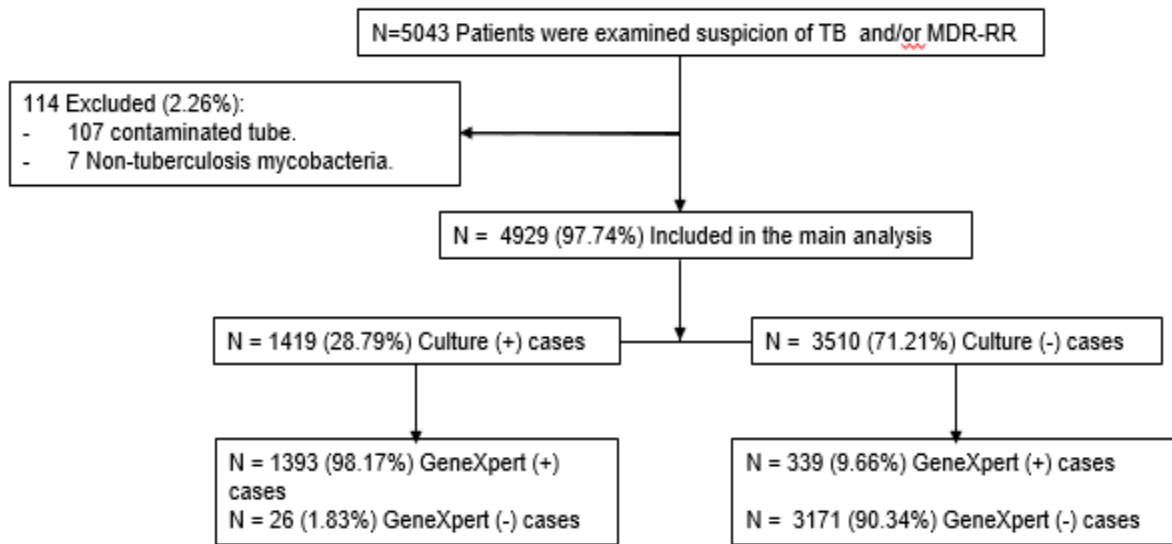 N=5043 Patients were examined suspicion of TB and/or MDR-RR
114 Excluded (2.26%):
- 107 contaminated tube.
- 7 Non-tuberculosis mycobacteria.
N = 4929 (97.74%) Included in the main analysis
N = 1419 (28.79%) Culture (+) cases
N = 3510 (71.21%) Culture (-) cases
N = 1393 (98.17%) GeneXpert (+)
cases
N = 26 (1.83%) GeneXpert (-) cases
N = 339 (9.66%) GeneXpert (+) cases
N = 3171 (90.34%) GeneXpert (-) cases